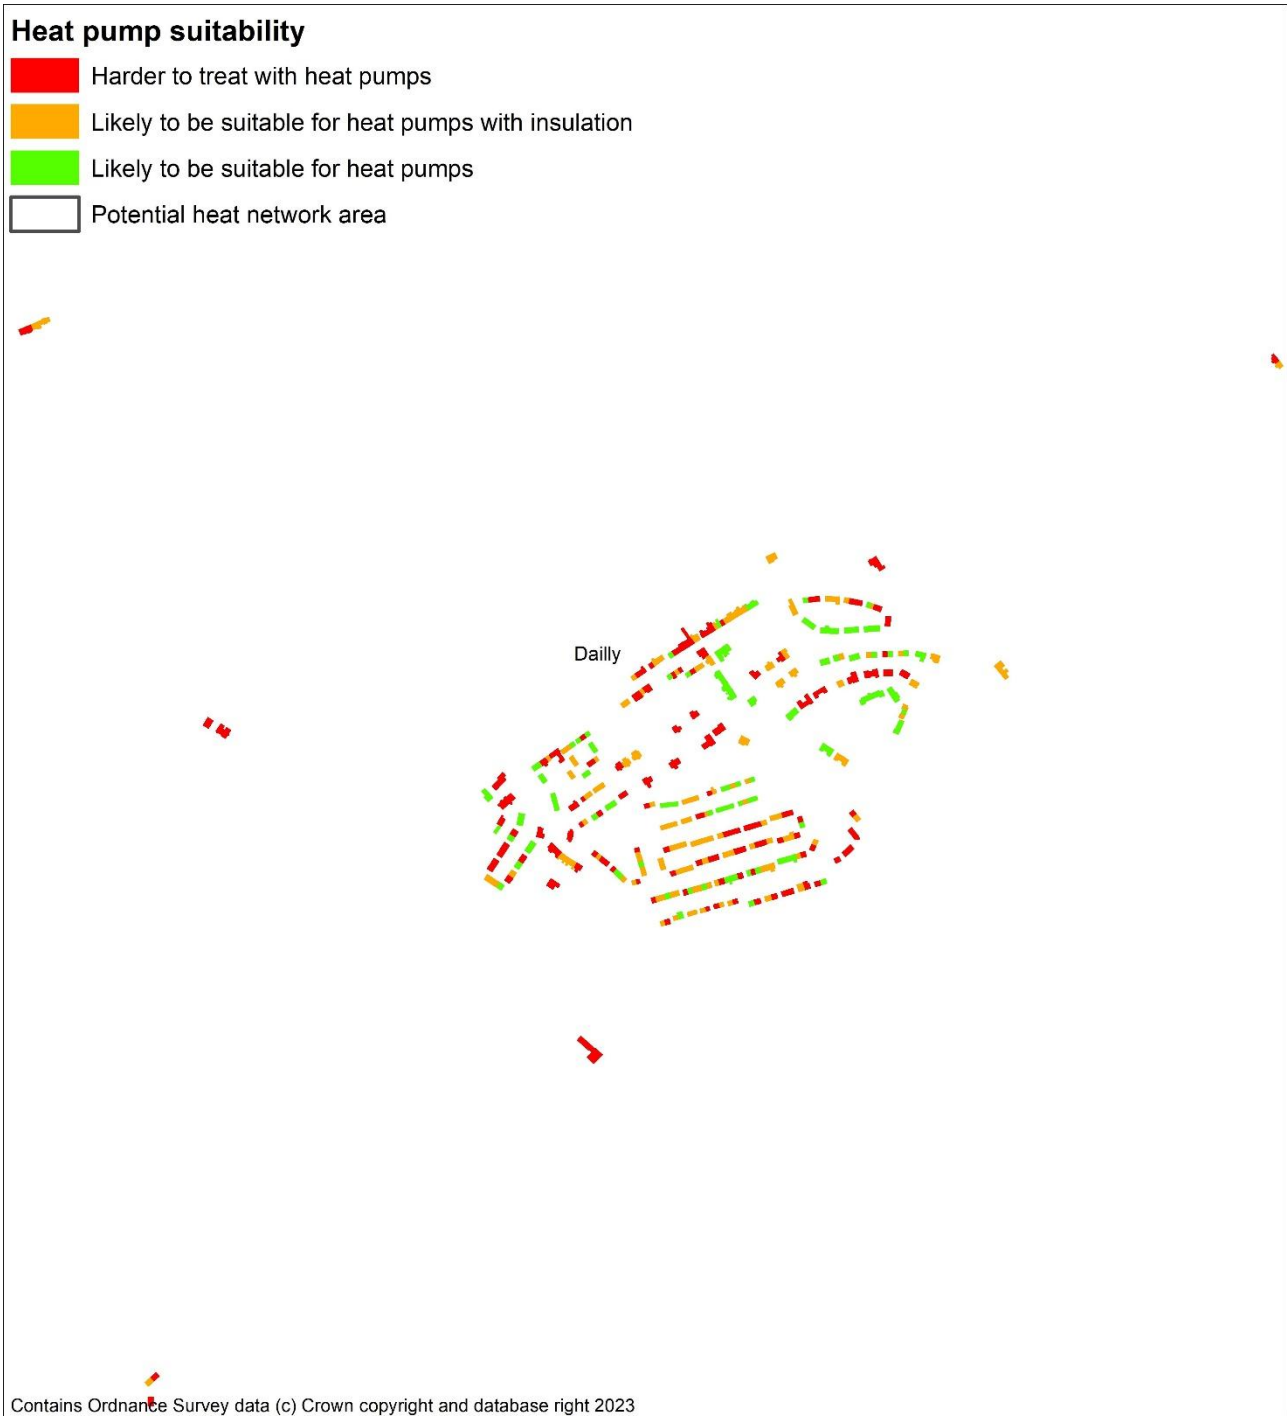 Heat pump suitability
Harder to treat with heat pumps
Likely to be suitable for heat pumps with insulation
Likely to be suitable for heat pumps
Potential heat network area
Dailly
Contains Ordnance Survey data (c) Crown copyright and database right 2023